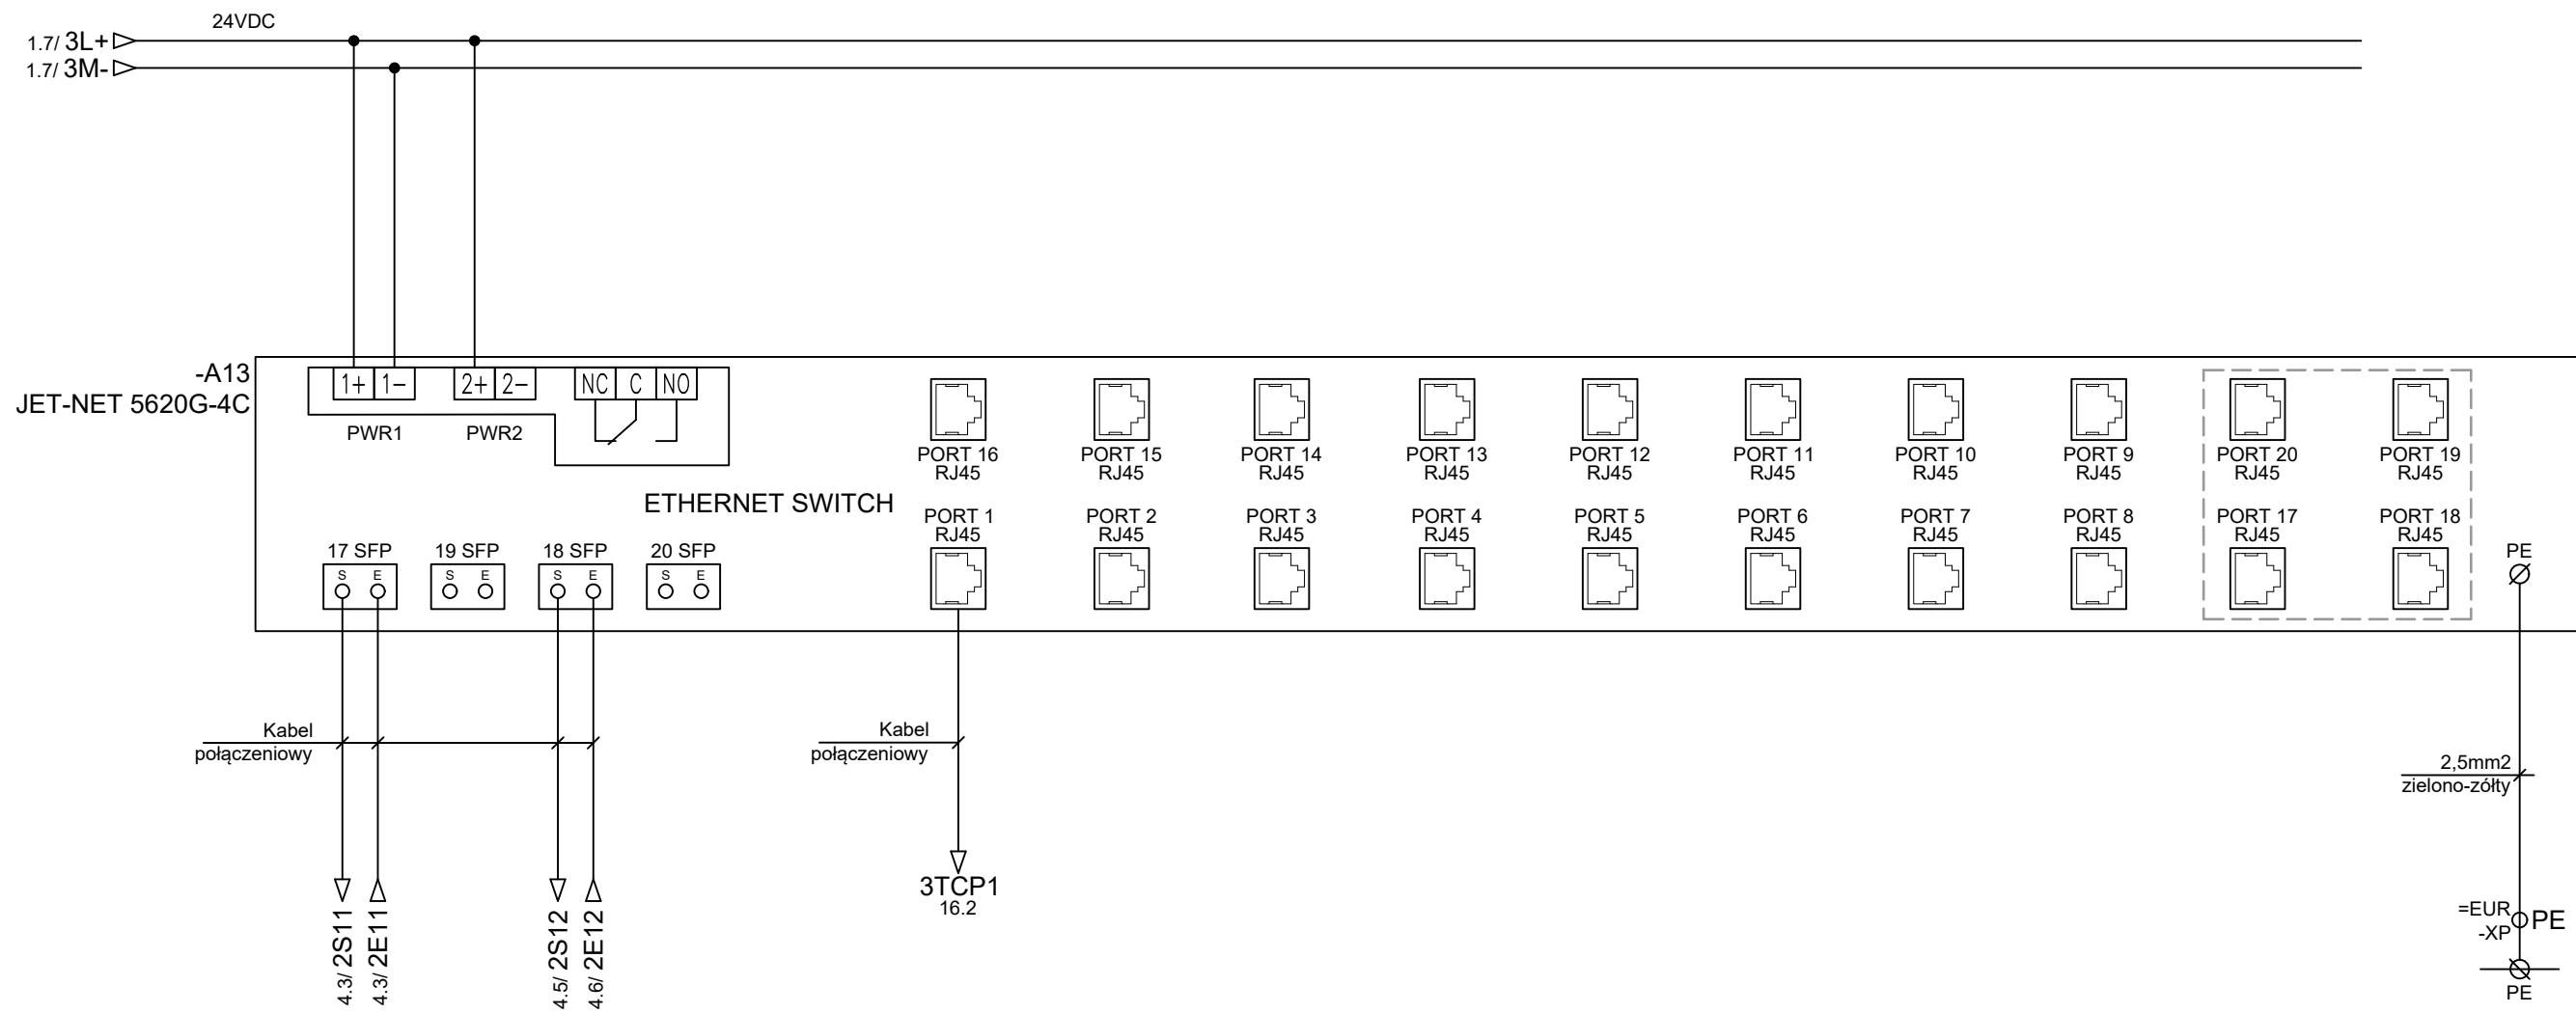 24VDC
1.7/ 3L+
1.7/ 3M-
-A13
JET-NET 5620G-4C
1+ 1- 2+ 2- NC C NO
PWR1 PWR2
ETHERNET SWITCH
PORT 16 PORT 15 PORT 14 PORT 13 PORT 12 PORT 11 PORT 10 PORT 9 PORT 20 PORT 19
RJ45 RJ45 RJ45 RJ45 RJ45 RJ45 RJ45 RJ45 RJ45 RJ45
PORT 1 PORT 2 PORT 3 PORT 4 PORT 5 PORT 6 PORT 7 PORT 8 PORT 17 PORT 18
RJ45 RJ45 RJ45 RJ45 RJ45 RJ45 RJ45 RJ45 RJ45 RJ45
17 SFP 19 SFP 18 SFP 20 SFP
S E S E S E S E
PE
Kabel
połączeniowy
Kabel
połączeniowy
2,5mm2
zielono-zółty
4.3/ 2S11
4.3/ 2E11
4.5/ 2S12
4.6/ 2E12
3TCP1
16.2
=EUR
-XP
PE
PE